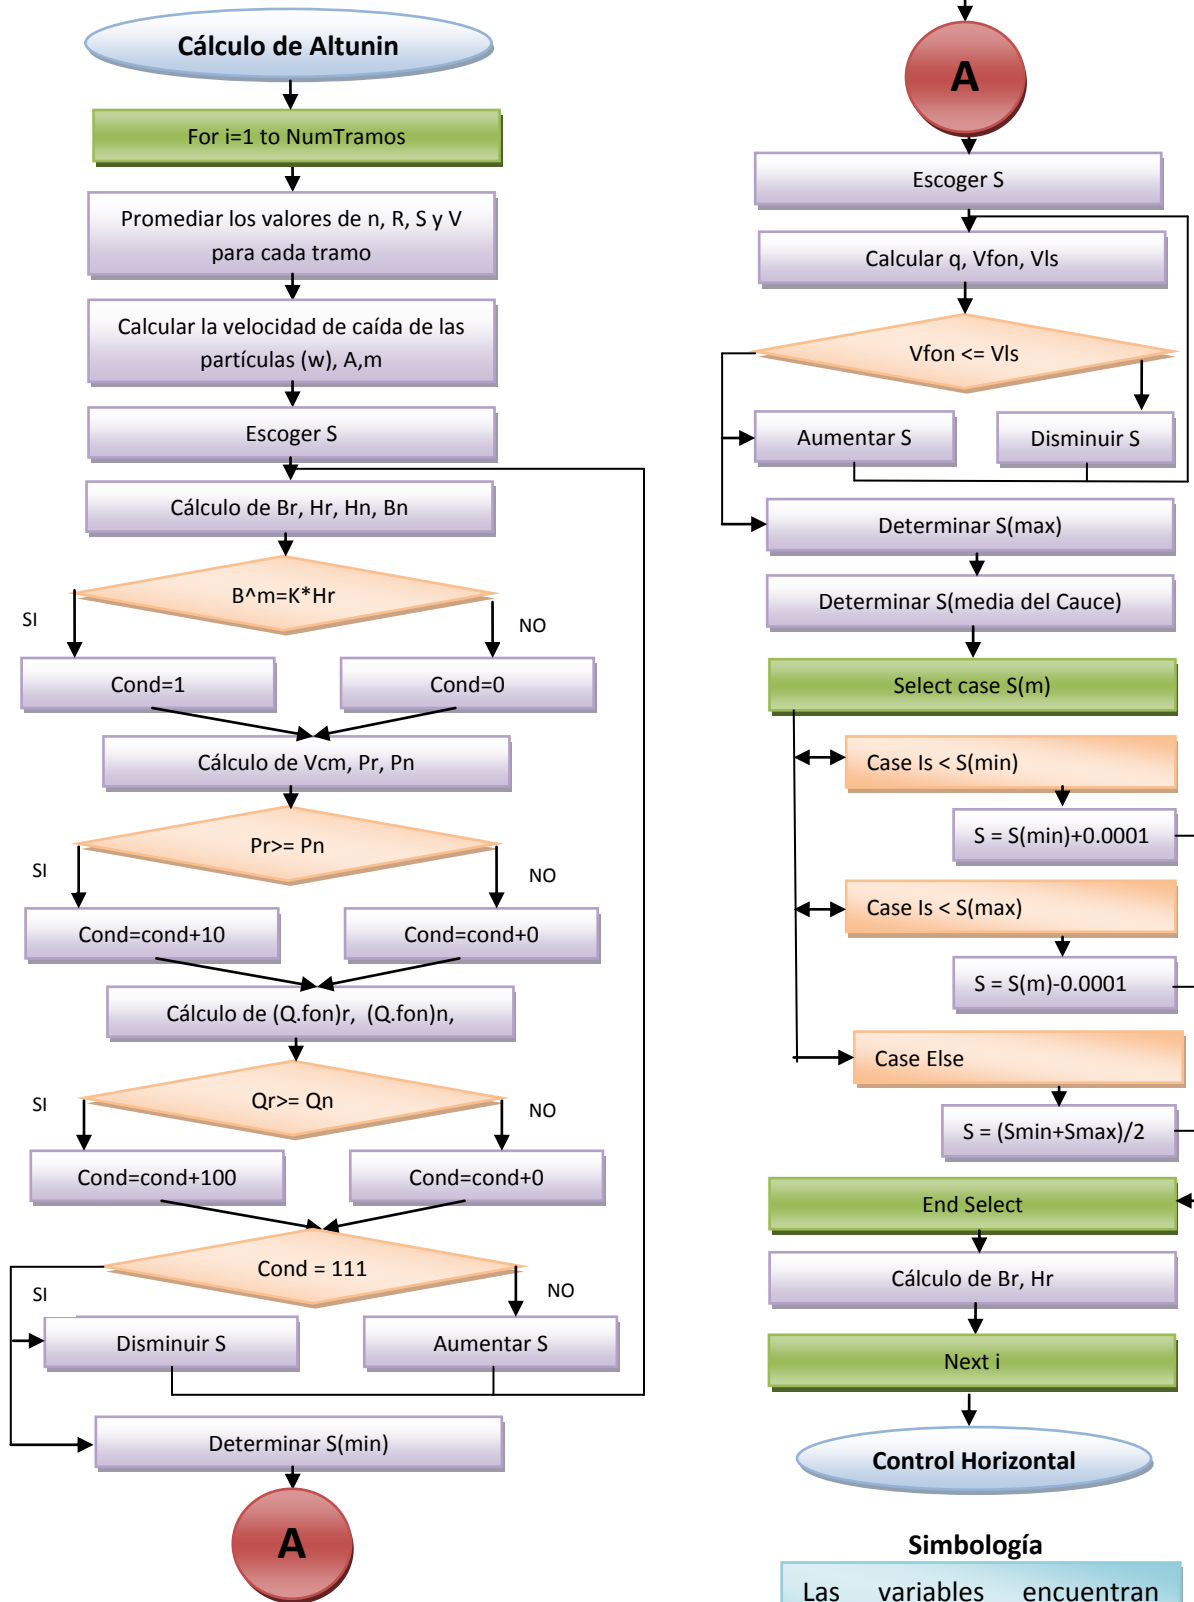 Cálculo de Altunin
For i=1 to NumTramos
Promediar los valores de n, R, S y V
para cada tramo
Calcular la velocidad de caída de las
partículas (w), A,m
Escoger S
Cálculo de Br, Hr, Hn, Bn
B^m=K*Hr
SI
NO
Cond=1
Cond=0
Cálculo de Vcm, Pr, Pn
Pr>= Pn
SI
NO
Cond=cond+10
Cond=cond+0
Cálculo de (Q.fon)r, (Q.fon)n,
Qr>= Qn
SI
NO
Cond=cond+100
Cond=cond+0
Cond = 111
SI
NO
Disminuir S
Aumentar S
Determinar S(min)
A
A
Escoger S
Calcular q, Vfon, Vls
Vfon <= Vls
Aumentar S
Disminuir S
Determinar S(max)
Determinar S(media del Cauce)
Select case S(m)
Case Is < S(min)
S = S(min)+0.0001
Case Is < S(max)
S = S(m)-0.0001
Case Else
S = (Smin+Smax)/2
End Select
Cálculo de Br, Hr
Next i
Control Horizontal
Simbología
Las variables encuentran